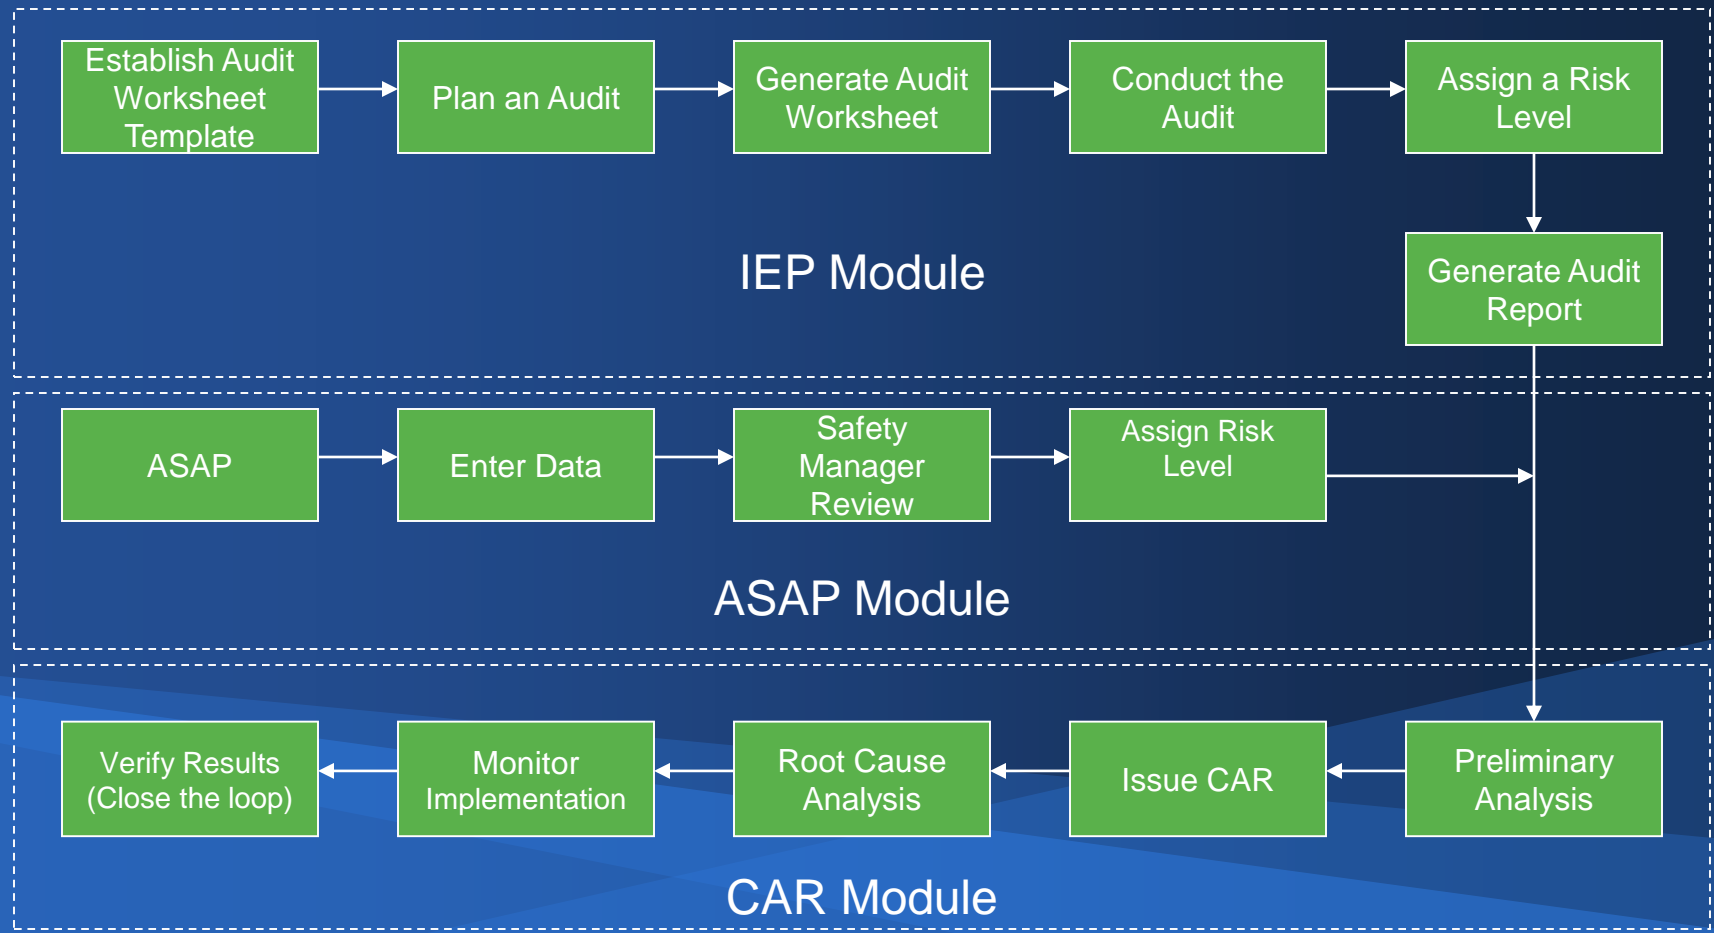 Establish Audit
Worksheet
Template
Plan an Audit
Generate Audit
Worksheet
Conduct the
Audit
Assign a Risk
Level
IEP Module
Generate Audit
Report
ASAP
Enter Data
Safety
Manager
Review
Assign Risk
Level
ASAP Module
Verify Results
(Close the loop)
Monitor
Implementation
Root Cause
Analysis
Issue CAR
Preliminary
Analysis
CAR Module